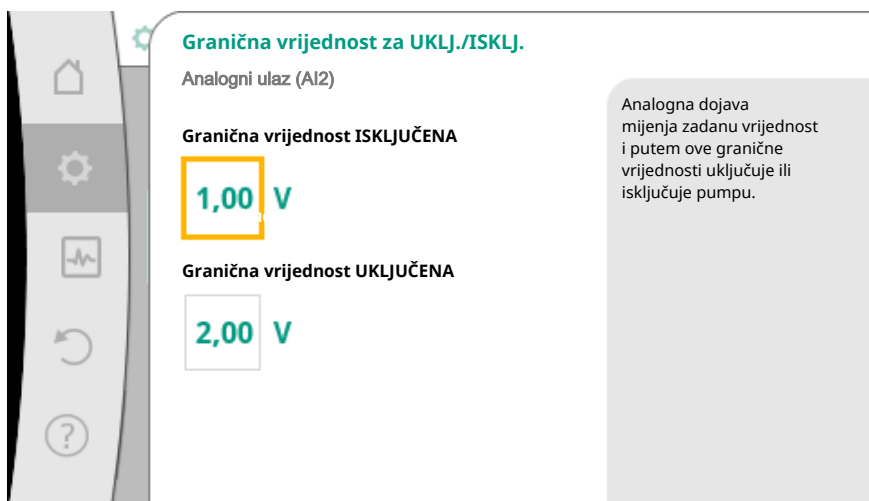 Granična vrijednost za UKLJ./ISKLJ.
Analogni ulaz (AI2)
Granična vrijednost ISKLJUČENA
1,00 V
Granična vrijednost UKLJUČENA
2,00 V
Analogna dojava
mijenja zadanu vrijednost
i putem ove granične
vrijednosti uključuje ili
isključuje pumpu.
?